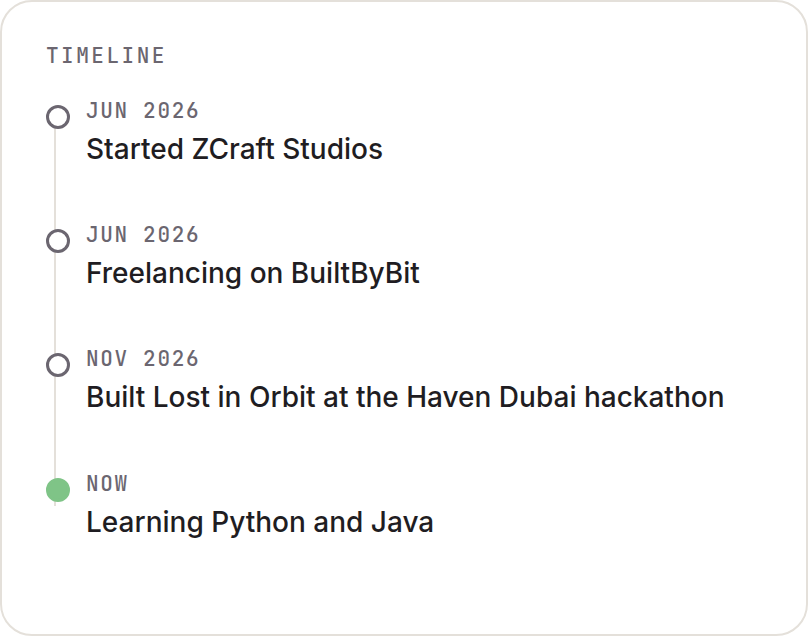 TIMELINE
JUN 2026
Started ZCraft Studios
JUN 2026
Freelancing on BuiltByBit
NOV 2026
Built Lost in Orbit at the Haven Dubai hackathon
NOW
Learning Python and Java